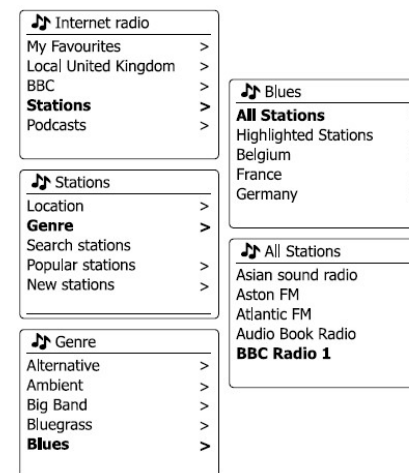 Internet radio
My Favourites >
Local United Kingdom >
BBC >
Stations >
Podcasts >
Stations
Location >
Genre >
Search stations
Popular stations >
New stations >
Genre
Alternative >
Ambient >
Big Band >
Bluegrass >
Blues >
Blues
All Stations
Highlighted Stations
Belgium
France
Germany
All Stations
Asian sound radio
Aston FM
Atlantic FM
Audio Book Radio
BBC Radio 1